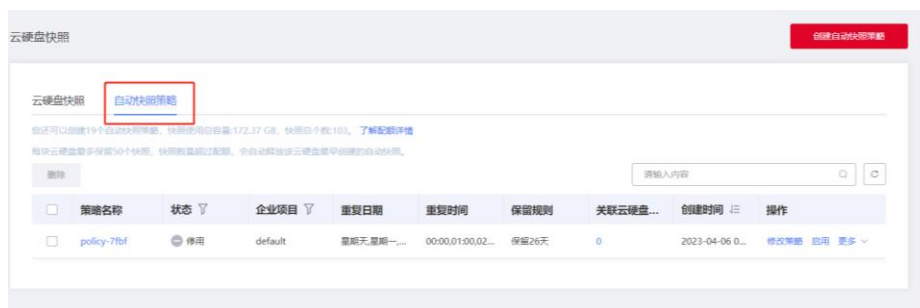 云硬盘快照
创建自动快照策略
云硬盘快照 自动快照策略
您还可以创建19个自动快照策略，快照使用总容量:172.37 GB，快照总个数:103。 了解配额详情
每块云硬盘最多保留50个快照，快照数量超过配额，会自动释放该云硬盘最早创建的自动快照。
删除 请输入内容
策略名称 状态 企业项目 重复日期 重复时间 保留规则 关联云硬盘... 创建时间 操作
policy-7fbf 停用 default 星期天,星期一,... 00:00,01:00,02... 保留26天 0 2023-04-06 0... 修改策略 启用 更多